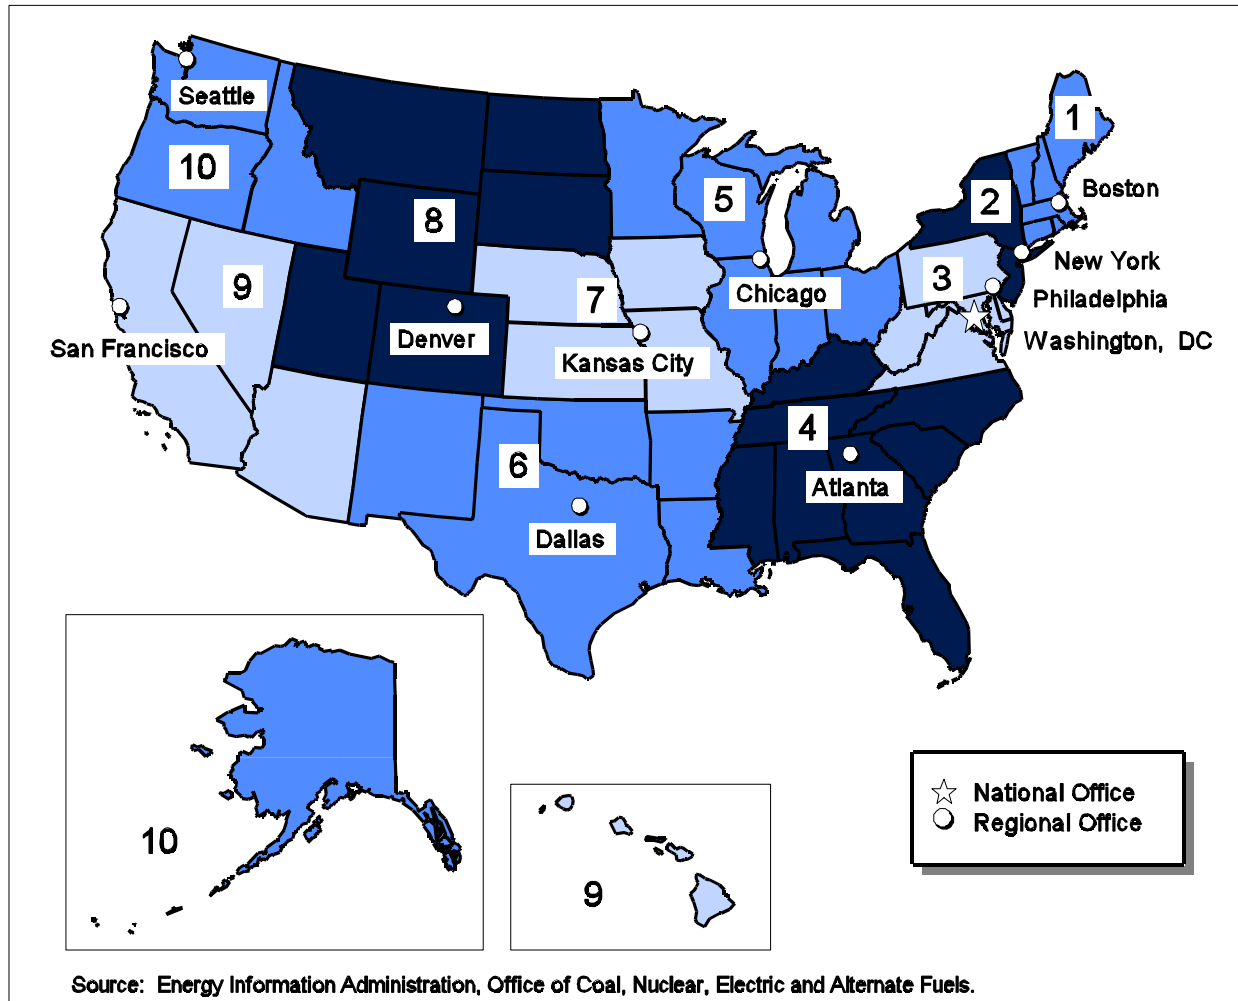 1
Seattle
10
5
Boston
2
8
New York
3
9
7
Chicago
Philadelphia
Denver
Washington, DC
San Francisco
Kansas City
4
6
Atlanta
Dallas
National Office
Regional Office
10
9
Source: Energy Information Administration, Office of Coal, Nuclear, Electric and Alternate Fuels.